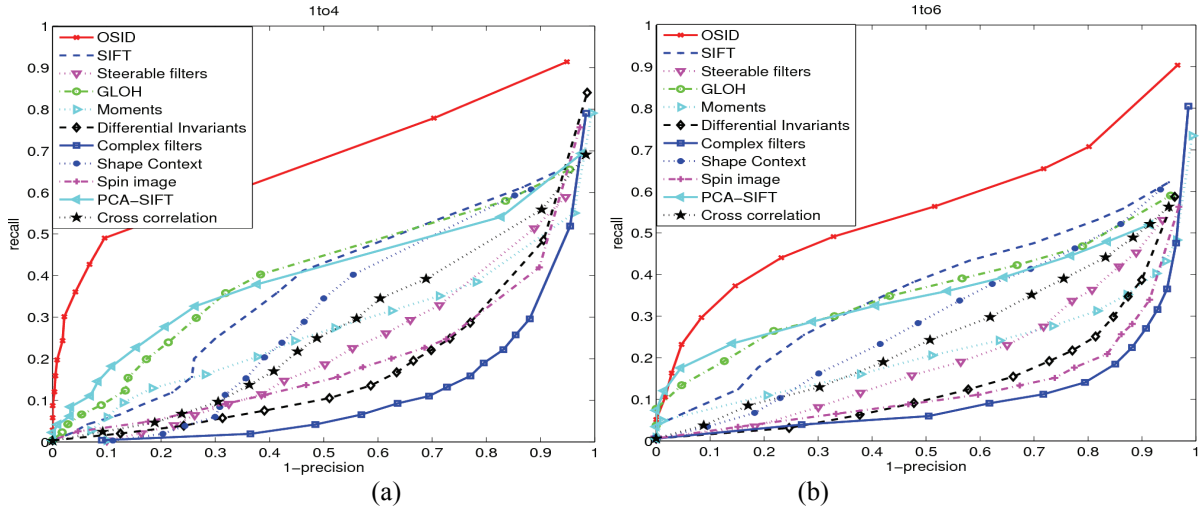 1to4
recall
1
0.9
0.8
0.7
0.6
0.5
0.4
0.3
0.2
0.1
0
OSID
SIFT
Steerable filters
GLOH
Moments
Differential Invariants
Complex filters
Shape Context
Spin image
PCA-SIFT
Cross correlation
0 0.1 0.2 0.3 0.4 0.5 0.6 0.7 0.8 0.9 1
1-precision
(a)
1to6
recall
1
0.9
0.8
0.7
0.6
0.5
0.4
0.3
0.2
0.1
0
OSID
SIFT
Steerable filters
GLOH
Moments
Differential Invariants
Complex filters
Shape Context
Spin image
PCA-SIFT
Cross correlation
0 0.1 0.2 0.3 0.4 0.5 0.6 0.7 0.8 0.9 1
1-precision
(b)